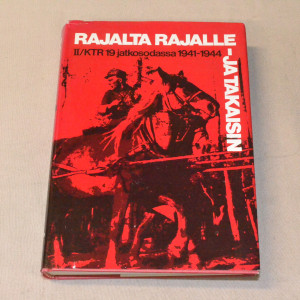 RAJALTA RAJALLE
-JA TAKAISIN
II/KTR 19 jatkosodassa 1941-1944